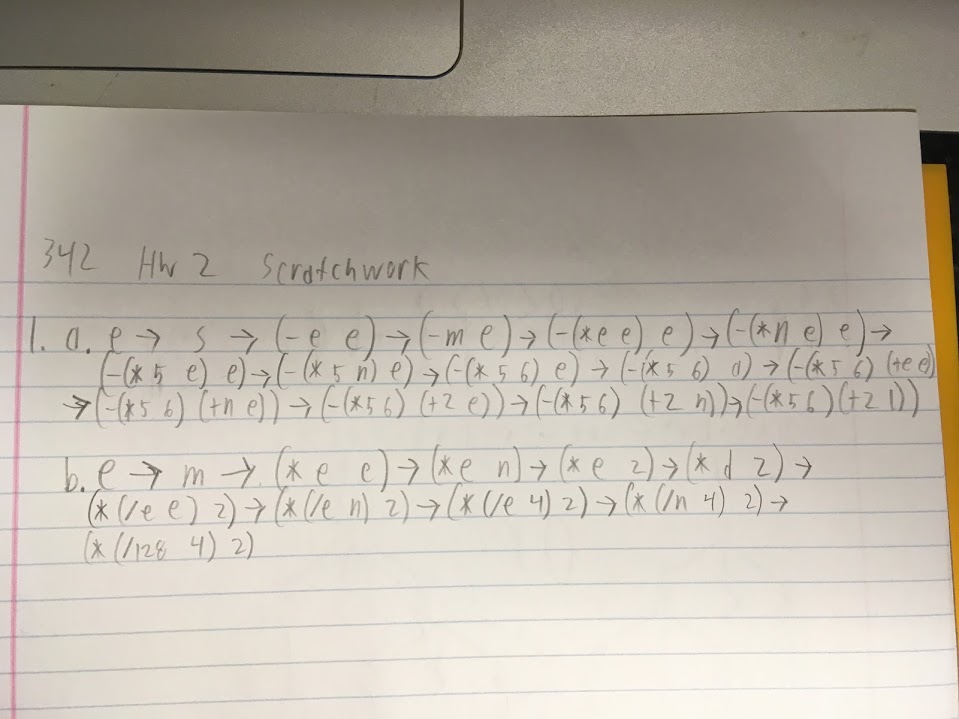 342 HW 2 Scratchwork
1. a. e → s → (- e e) → (- m e) → (-(* e e) e) → (-(* n e) e) →
(-(* 5 e) e) → (-(* 5 n) e) → (-(* 5 6) e) → (-(* 5 6) a) → (-(* 5 6) (+e e)
→ (-(* 5 6) (+n e)) → (-(* 5 6) (+2 e)) → (-(* 5 6) (+2 n)) → (-(* 5 6) (+2 1))
b. e → m → (* e e) → (* e n) → (* e 2) → (* d 2) →
(* (/e e) 2) → (* (/e n) 2) → (* (/e 4) 2) → (* (/n 4) 2) →
(* (/128 4) 2)